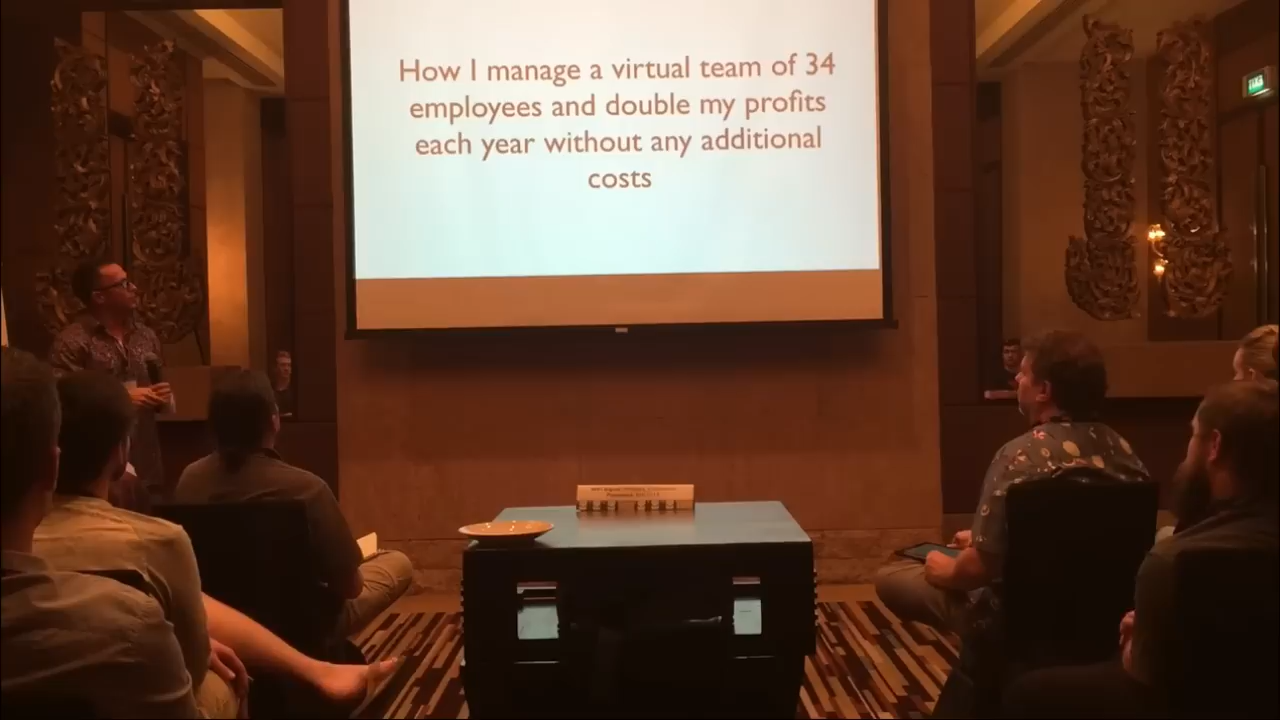 How I manage a virtual team of 34
employees and double my profits
each year without any additional
costs